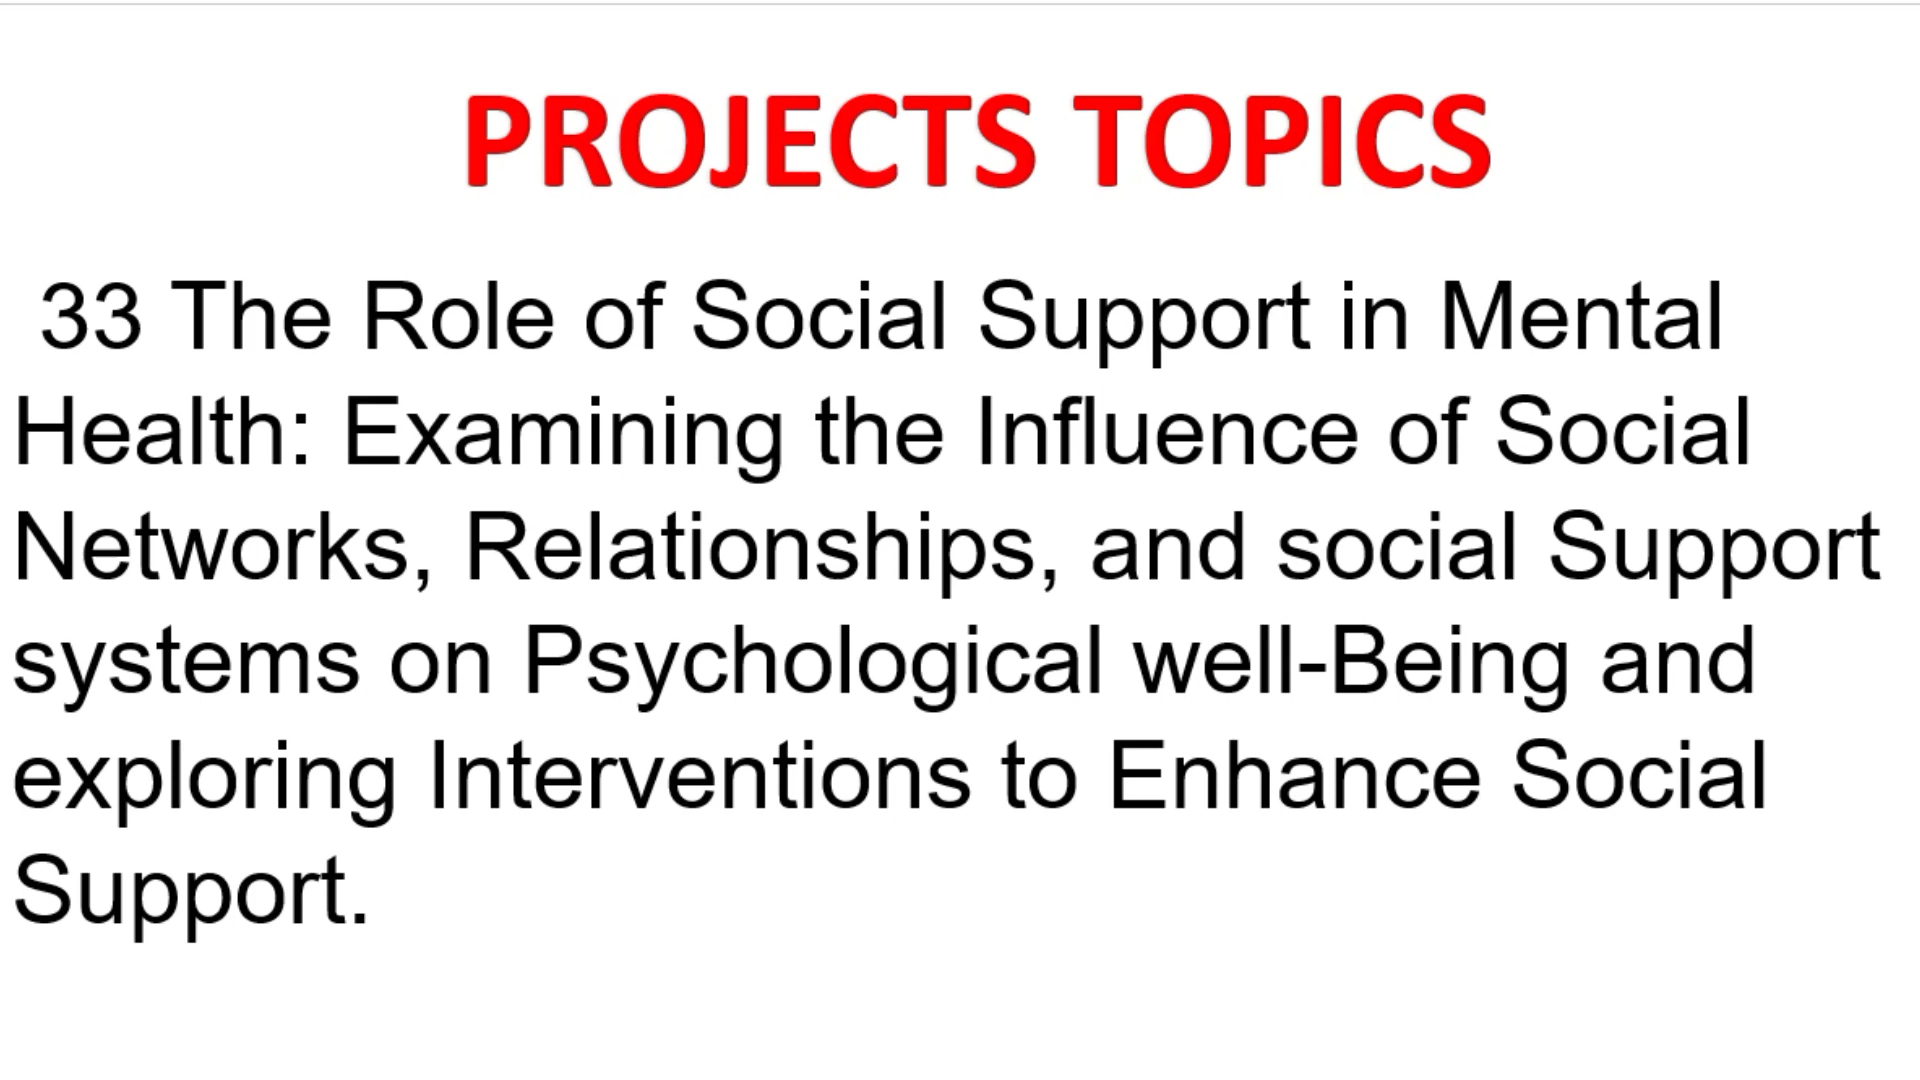 PROJECTS TOPICS
33 The Role of Social Support in Mental
Health: Examining the Influence of Social
Networks, Relationships, and social Support
systems on Psychological well-Being and
exploring Interventions to Enhance Social
Support.